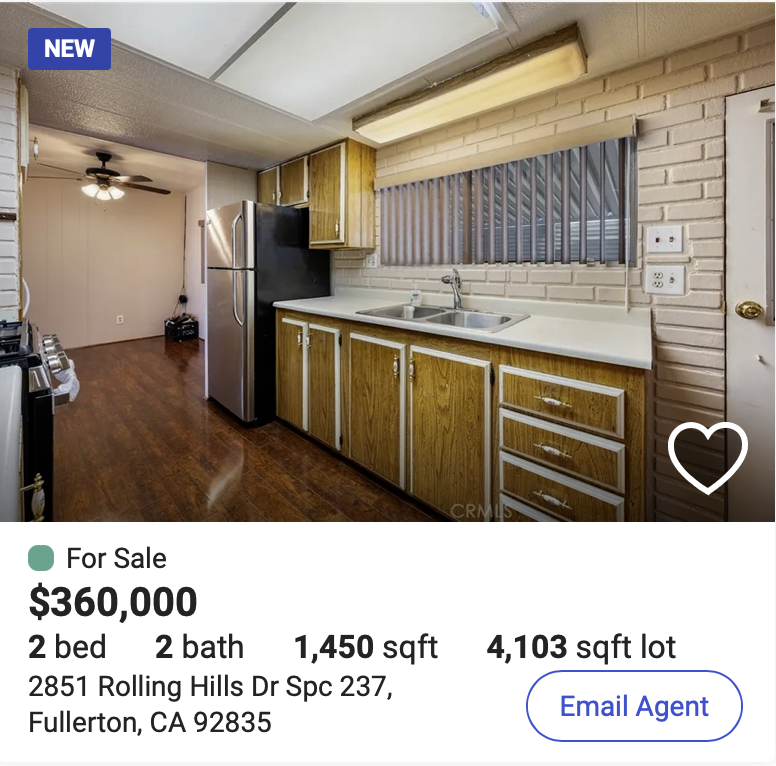 NEW
CRMLS
For Sale
$360,000
2 bed 2 bath 1,450 sqft 4,103 sqft lot
2851 Rolling Hills Dr Spc 237,
Fullerton, CA 92835
Email Agent